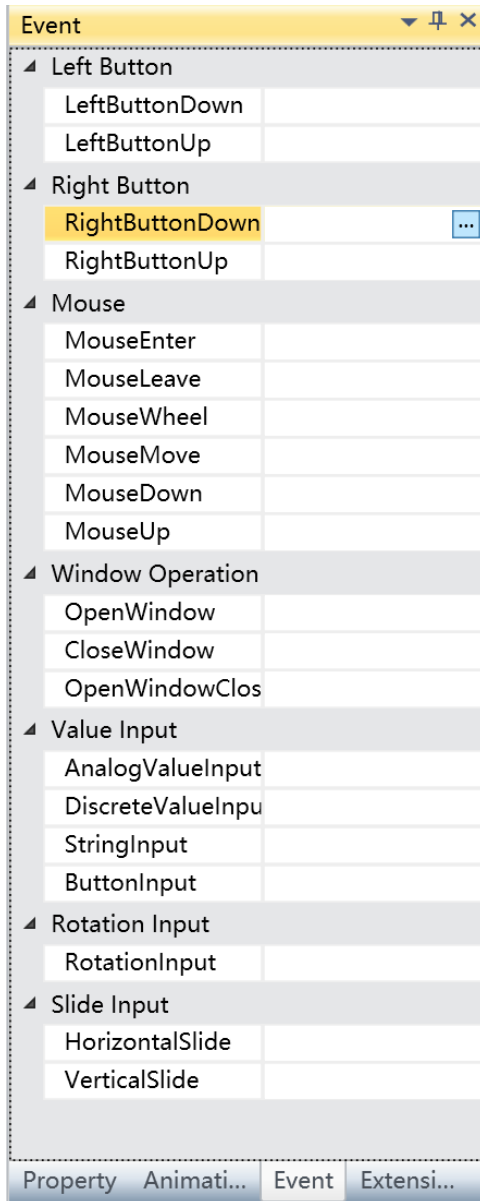 Event
Left Button
LeftButtonDown
LeftButtonUp
Right Button
RightButtonDown ...
RightButtonUp
Mouse
MouseEnter
MouseLeave
MouseWheel
MouseMove
MouseDown
MouseUp
Window Operation
OpenWindow
CloseWindow
OpenWindowClos
Value Input
AnalogValueInput
DiscreteValueInpu
StringInput
ButtonInput
Rotation Input
RotationInput
Slide Input
HorizontalSlide
VerticalSlide
Property Animati... Event Extensi...